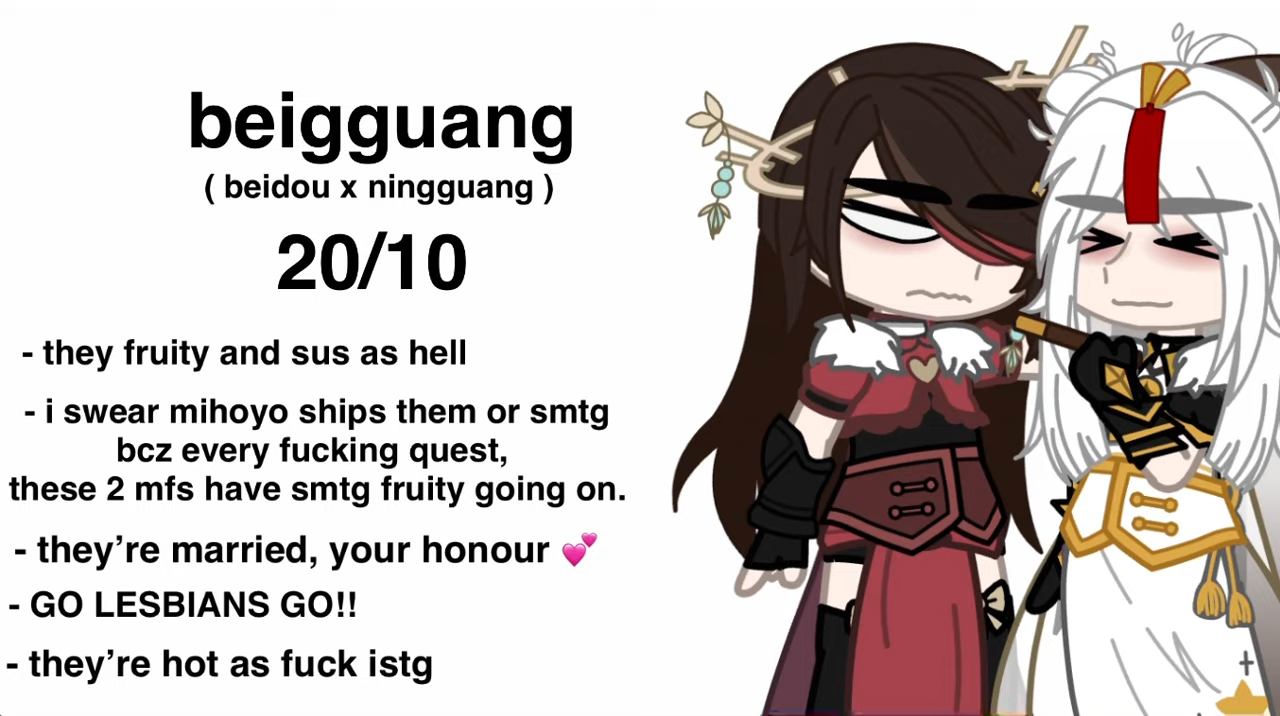 beigguang
( beidou x ningguang )
20/10
- they fruity and sus as hell
- i swear mihoyo ships them or smtg
bcz every fucking quest,
these 2 mfs have smtg fruity going on.
- they’re married, your honour 💕
- GO LESBIANS GO!!
- they’re hot as fuck istg